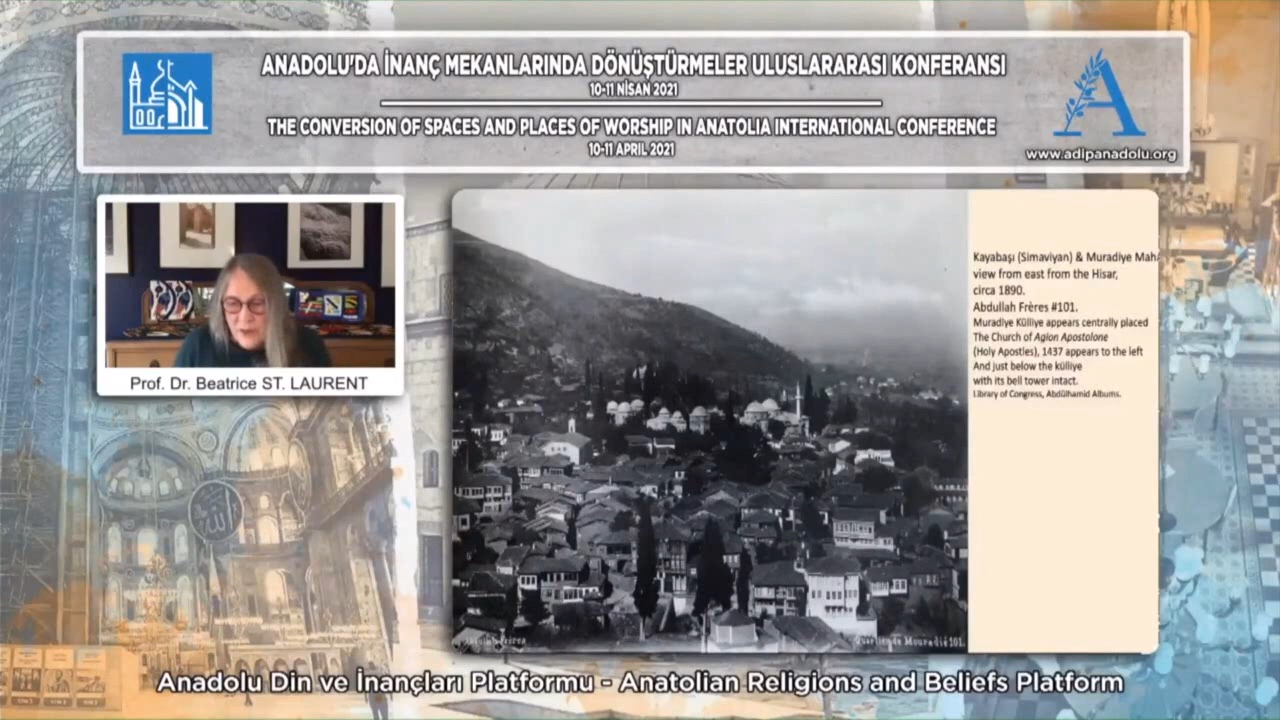 ANADOLU'DA İNANÇ MEKANLARINDA DÖNÜŞTÜRMELER ULUSLARARASI KONFERANSI
10-11 NİSAN 2021
THE CONVERSION OF SPACES AND PLACES OF WORSHIP IN ANATOLIA INTERNATIONAL CONFERENCE
10-11 APRIL 2021
A
www.adipanadolu.org
Prof. Dr. Beatrice ST. LAURENT
Kayabaşı (Simaviyan) & Muradiye Mah
view from east from the Hisar,
circa 1890.
Abdullah Frères #101.
Muradiye Külliye appears centrally placed
The Church of Agion Apostolone
(Holy Apostles), 1437 appears to the left
And just below the külliye
with its bell tower intact.
Library of Congress, Abdülhamid Albums.
Quartier de Mouradié 101.
Anadolu Din ve İnançları Platformu - Anatolian Religions and Beliefs Platform